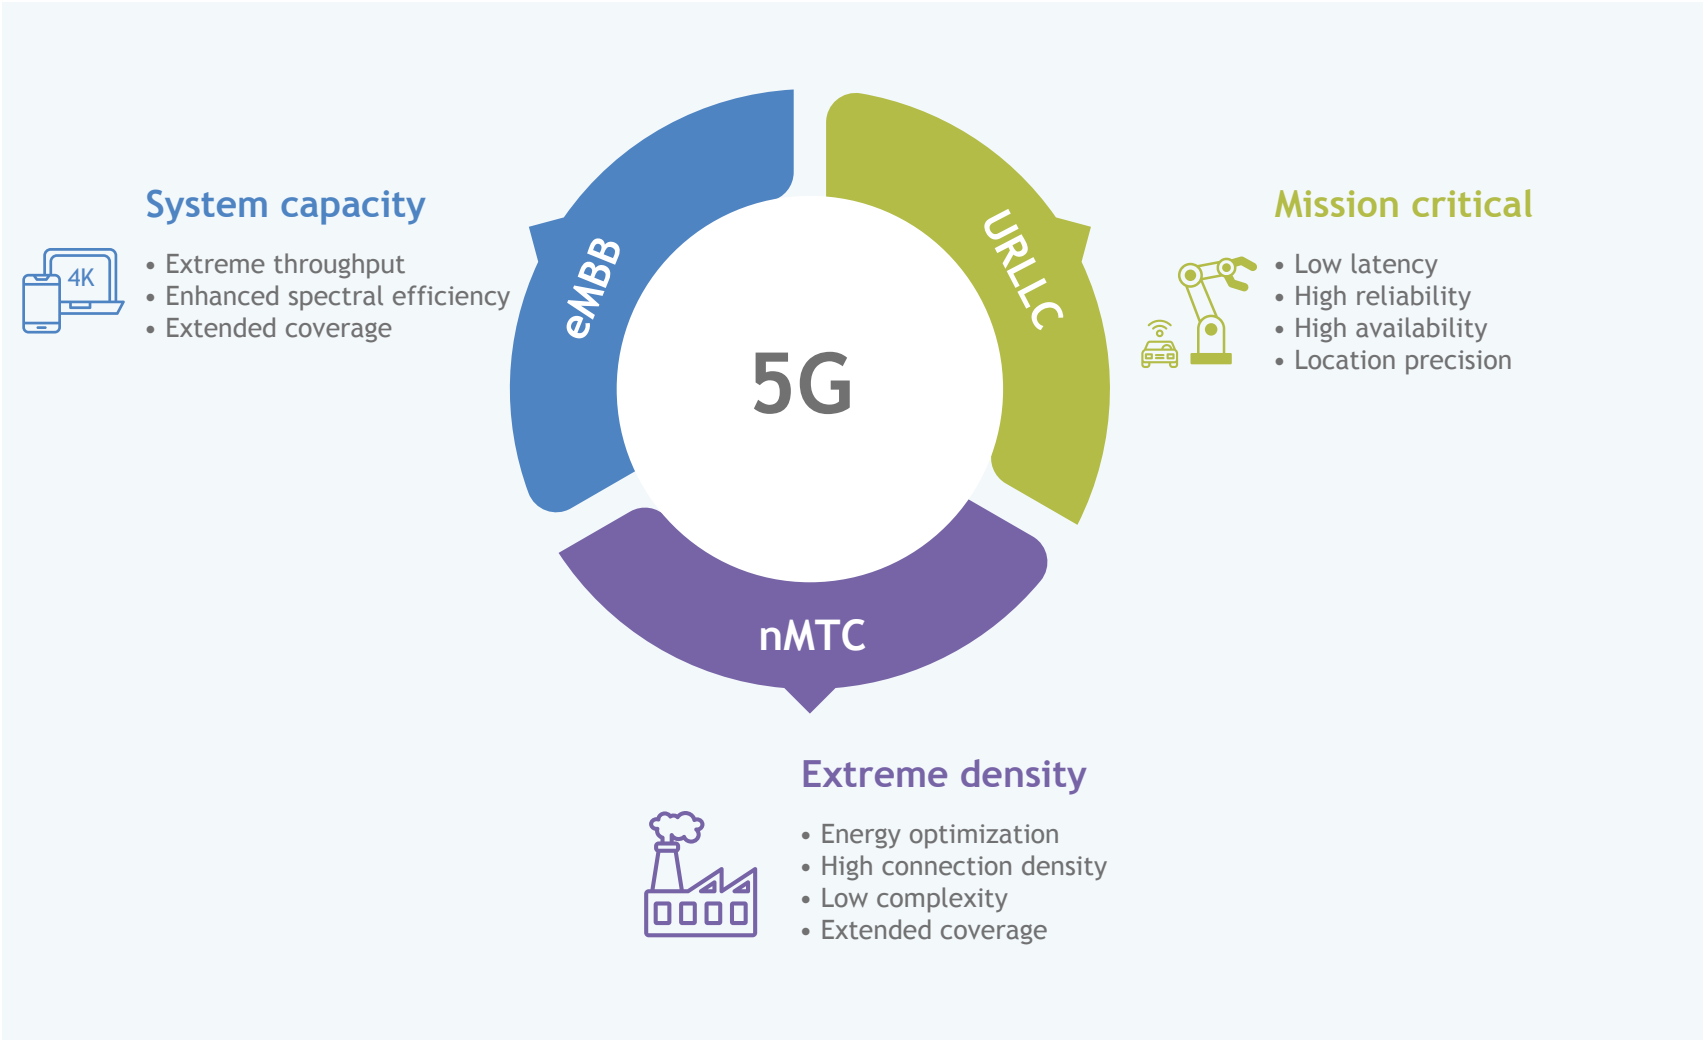 System capacity
4K
• Extreme throughput
• Enhanced spectral efficiency
• Extended coverage
eMBB
URLLC
5G
nMTC
Mission critical
• Low latency
• High reliability
• High availability
• Location precision
Extreme density
• Energy optimization
• High connection density
• Low complexity
• Extended coverage